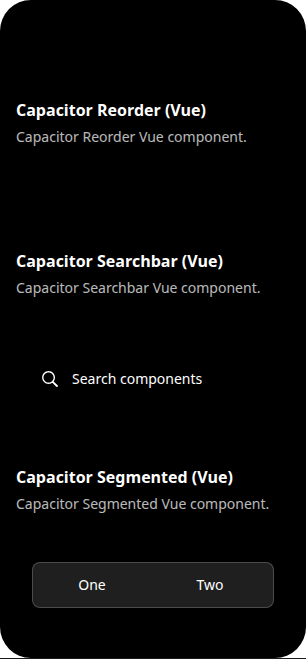 Capacitor Reorder (Vue)
Capacitor Reorder Vue component.
Capacitor Searchbar (Vue)
Capacitor Searchbar Vue component.
Search components
Capacitor Segmented (Vue)
Capacitor Segmented Vue component.
One Two